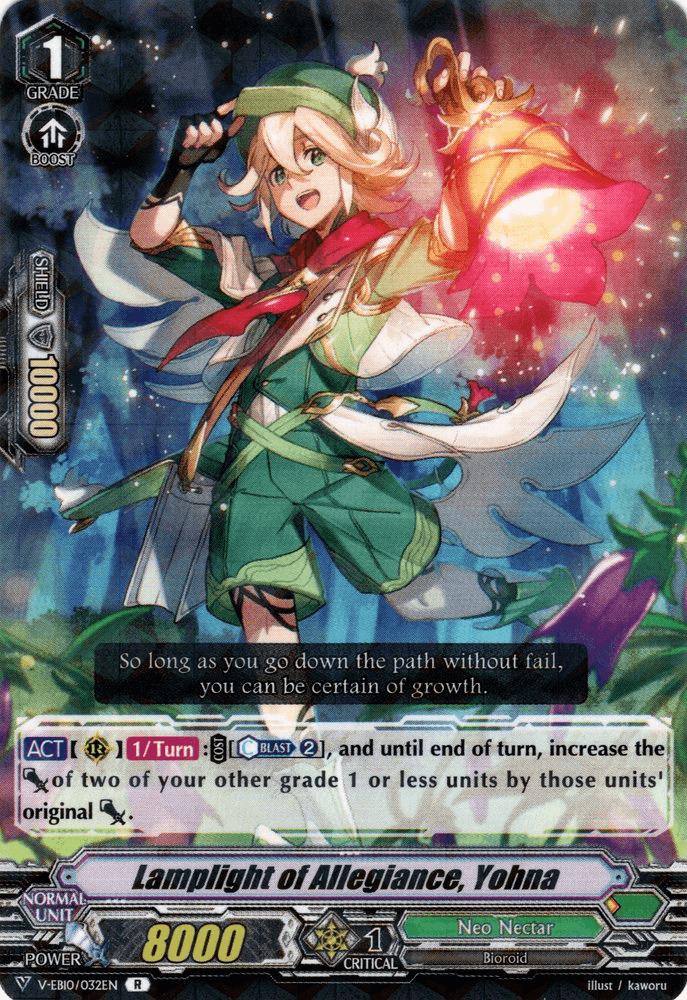 1
GRADE
BOOST
SHIELD
10000
So long as you go down the path without fail,
you can be certain of growth.
ACT【R】1/Turn:COST[C BLAST 2], and until end of turn, increase the
of two of your other grade 1 or less units by those units'
original .
Lamplight of Allegiance, Yohna
NORMAL
UNIT
POWER
8000
1
CRITICAL
Neo Nectar
Bioroid
V-EB10/032EN R
illust / kaworu